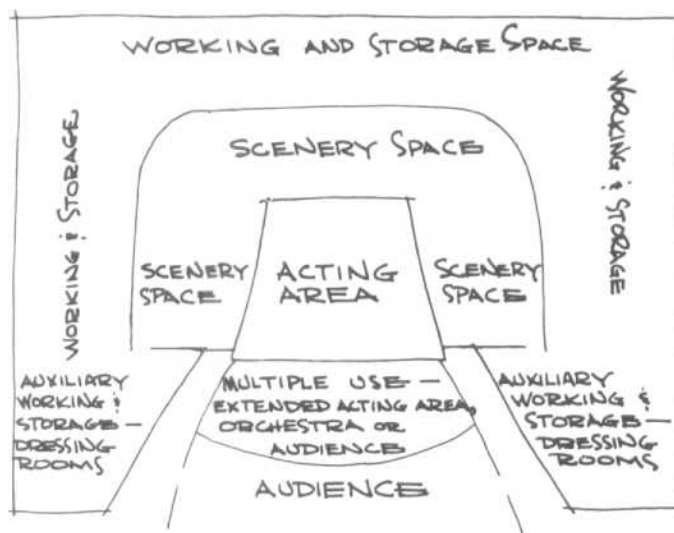 WORKING AND STORAGE SPACE
WORKING & STORAGE
WORKING & STORAGE
SCENERY SPACE
SCENERY
SPACE
ACTING
AREA
SCENERY
SPACE
AUXILIARY
WORKING &
STORAGE—
DRESSING
ROOMS
MULTIPLE USE—
EXTENDED ACTING AREA,
ORCHESTRA OR
AUDIENCE
AUXILIARY
WORKING &
STORAGE—
DRESSING
ROOMS
AUDIENCE